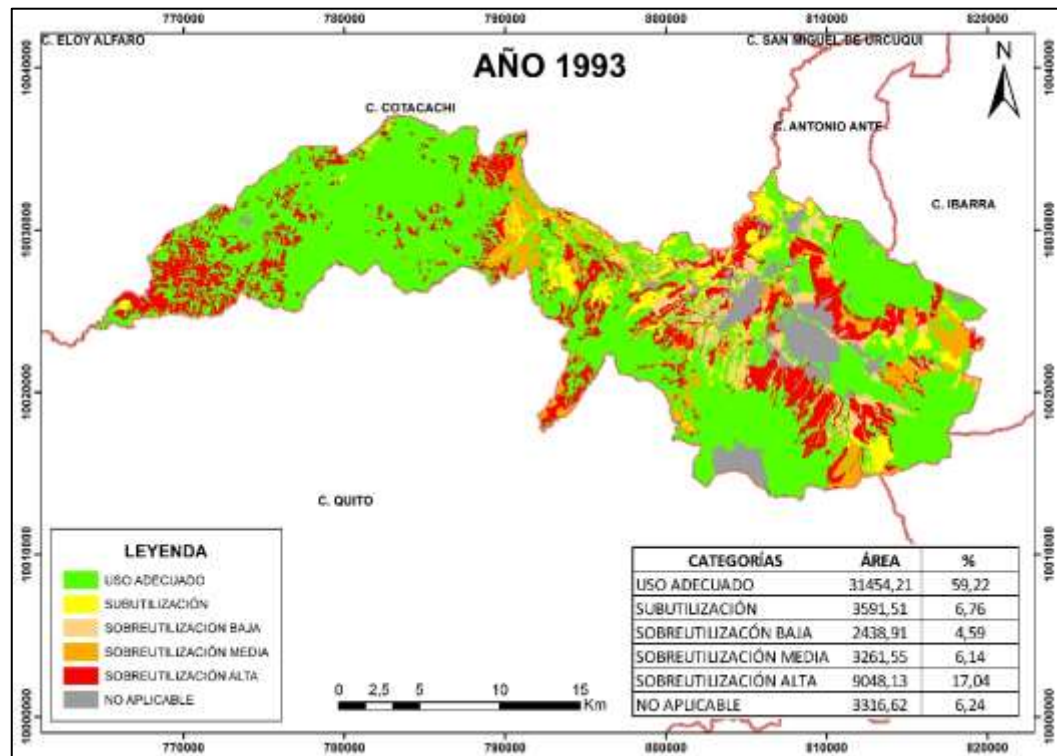 770000 780000 790000 800000 810000 820000
C. ELOY ALFARO
C. SAN MIGUEL DE URCUQUI
AÑO 1993
N
10040000
10040000
C. COTACACHI
C. ANTONIO ANTE
C. IBARRA
10030000
10030000
10020000
10020000
C. QUITO
10010000
10010000
LEYENDA
USO ADECUADO
SUBUTILIZACIÓN
SOBREUTILIZACION BAJA
SOBREUTILIZACIÓN MEDIA
SOBREUTILIZACIÓN ALTA
NO APLICABLE
0 2,5 5 10 15
Km
CATEGORÍAS ÁREA %
USO ADECUADO 31454,21 59,22
SUBUTILIZACIÓN 3591,51 6,76
SOBREUTILIZACÓN BAJA 2438,91 4,59
SOBREUTILIZACIÓN MEDIA 3261,55 6,14
SOBREUTILIZACIÓN ALTA 9048,13 17,04
NO APLICABLE 3316,62 6,24
10000000
10000000
770000 780000 790000 800000 810000 820000